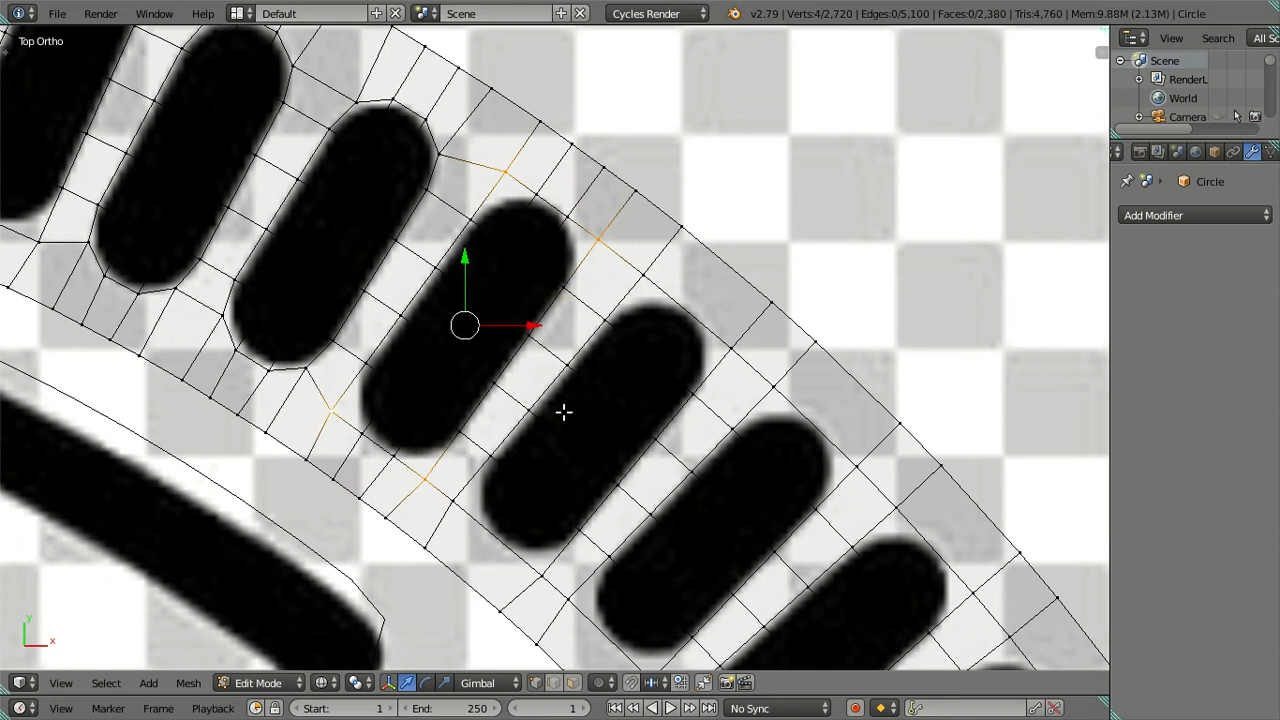 File Render Window Help Default Scene Cycles Render v2.79 | Verts:4/2,720 | Edges:0/5,100 | Faces:0/2,380 | Tris:4,760 | Mem:9.88M (2.13M) | Circle
Top Ortho
View Search All Sc
Scene
RenderL
World
Camera
Circle
Add Modifier
y
x
View Select Add Mesh Edit Mode Gimbal
View Marker Frame Playback Start: 1 End: 250 1 No Sync